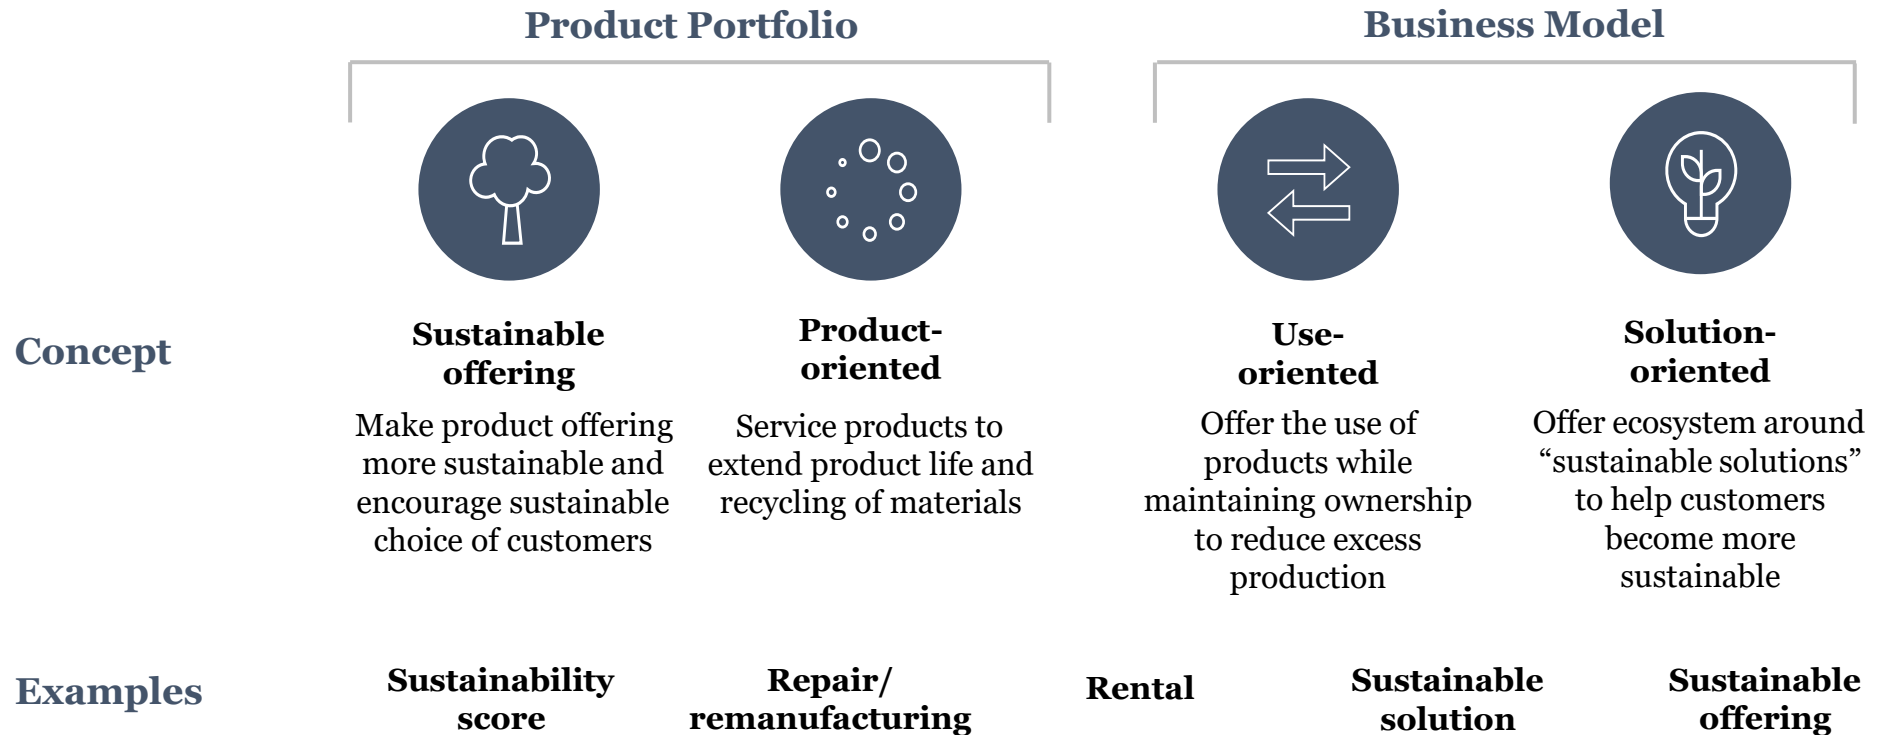 Product Portfolio
Business Model
Concept
Sustainable
offering
Make product offering
more sustainable and
encourage sustainable
choice of customers
Product-
oriented
Service products to
extend product life and
recycling of materials
Use-
oriented
Offer the use of
products while
maintaining ownership
to reduce excess
production
Solution-
oriented
Offer ecosystem around
“sustainable solutions”
to help customers
become more
sustainable
Examples
Sustainability
score
Repair/
remanufacturing
Rental
Sustainable
solution
Sustainable
offering